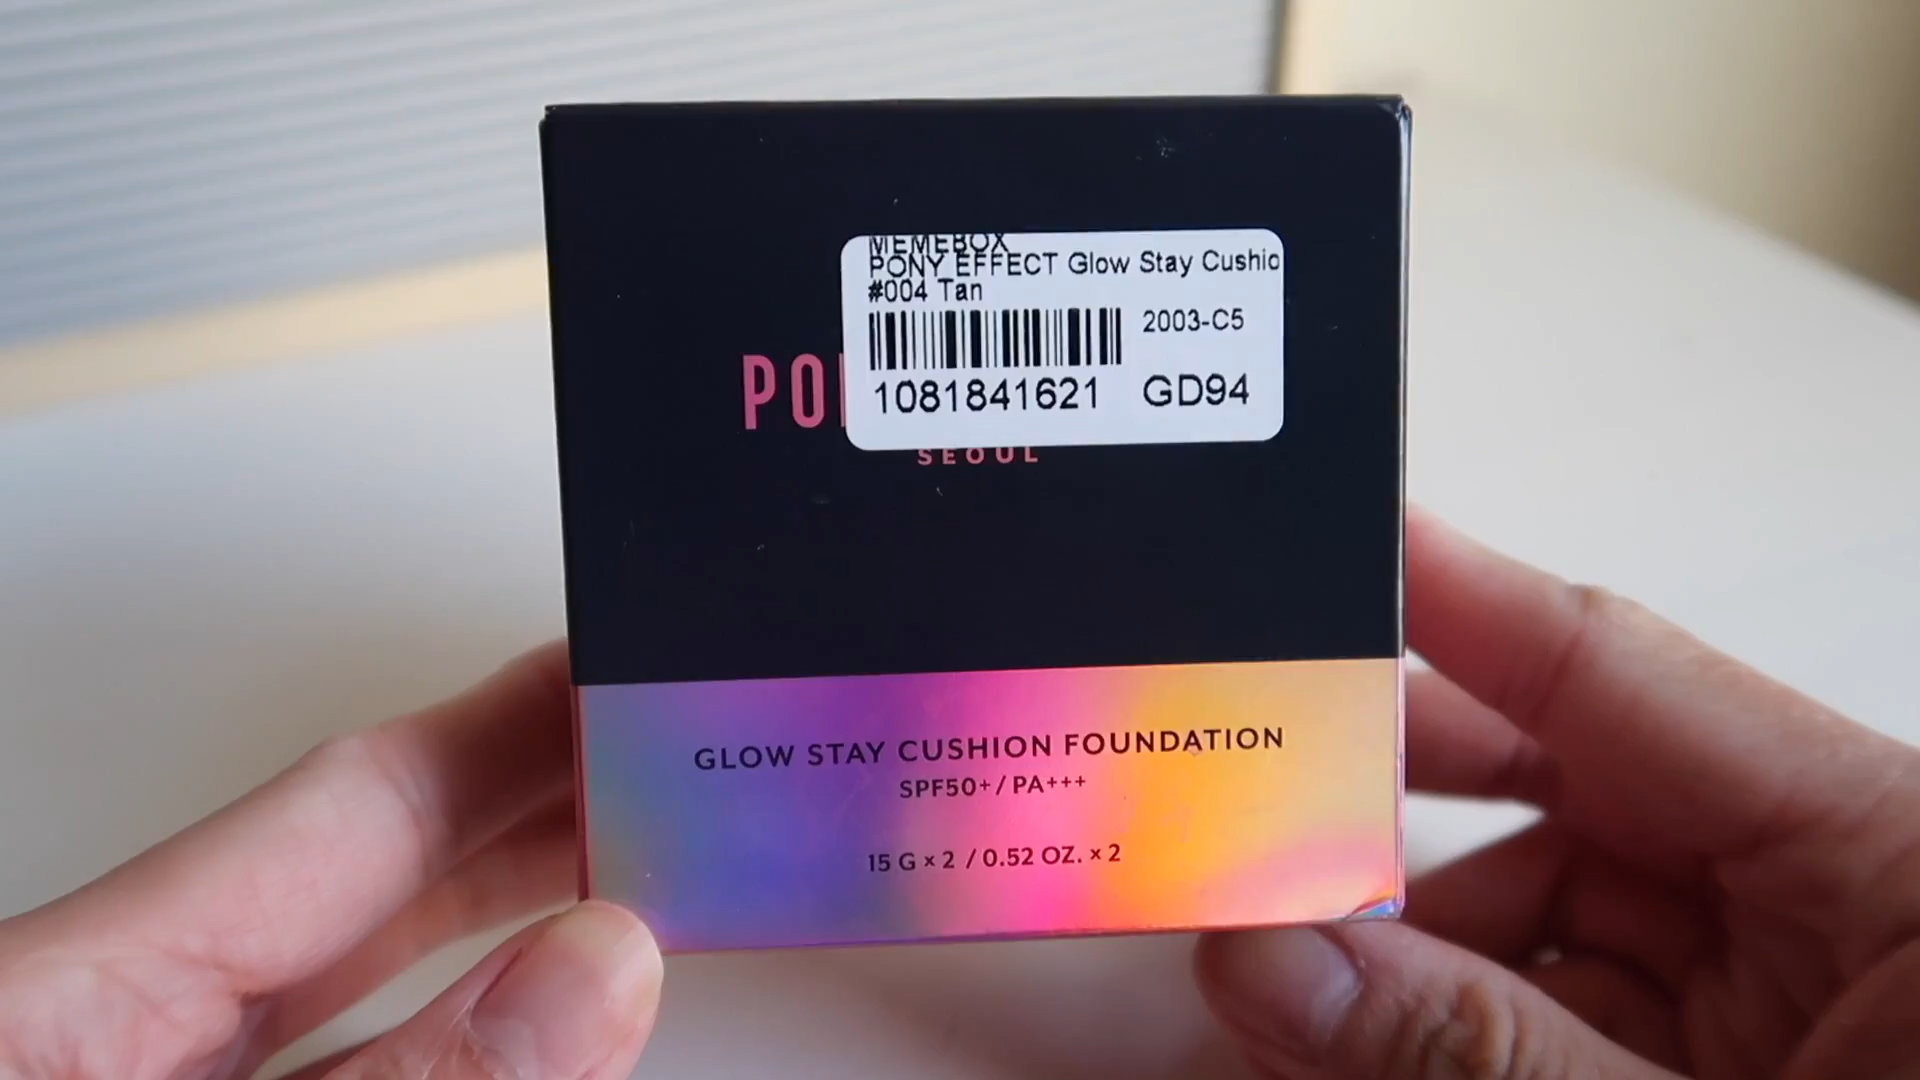 MEMEBOX
PONY EFFECT Glow Stay Cushio
#004 Tan
2003-C5
1081841621 GD94
PO
SEOUL
GLOW STAY CUSHION FOUNDATION
SPF50+/PA+++
15 G × 2 / 0.52 OZ. × 2